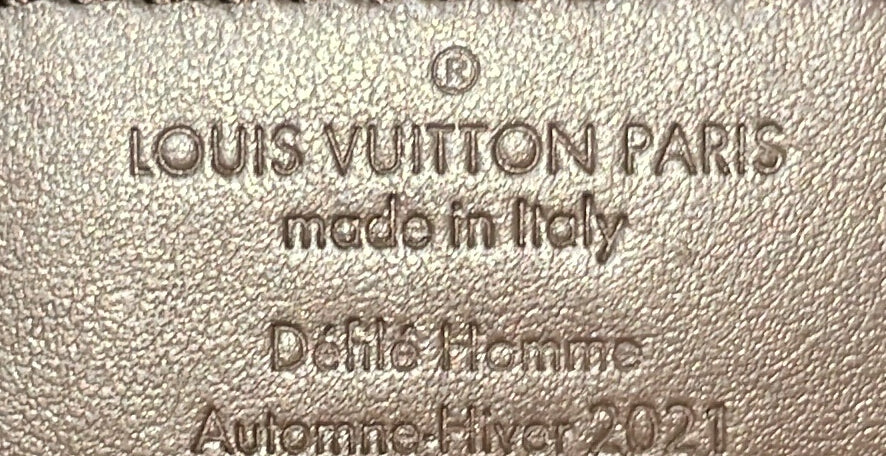 ®
LOUIS VUITTON PARIS
made in Italy
Défilé Homme
Automne-Hiver 2021